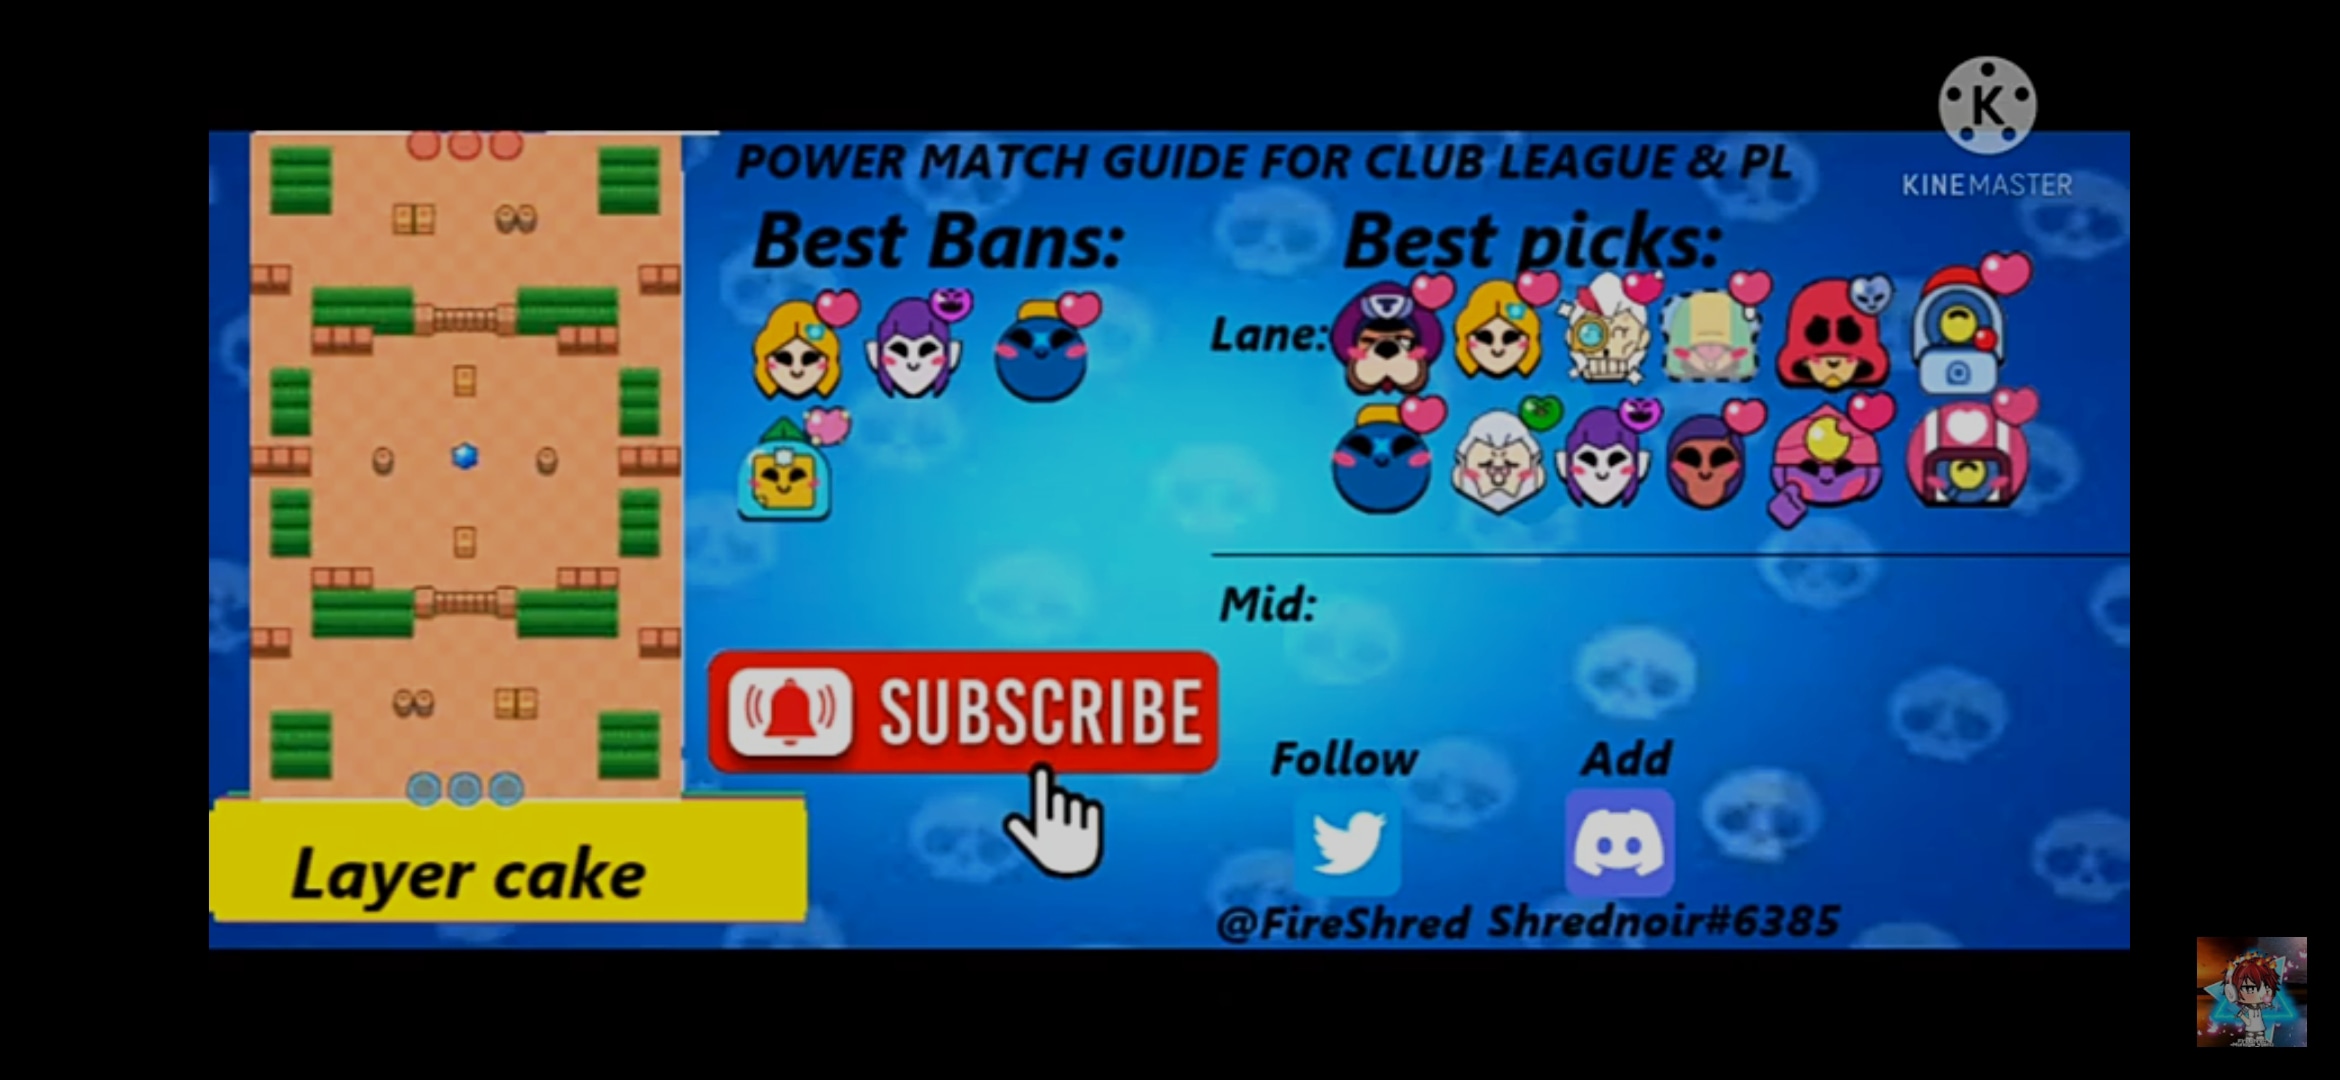 K
KINEMASTER
POWER MATCH GUIDE FOR CLUB LEAGUE & PL
Best Bans:
Best picks:
Lane:
Mid:
SUBSCRIBE
Follow
Add
@FireShred
Shrednoir#6385
Layer cake